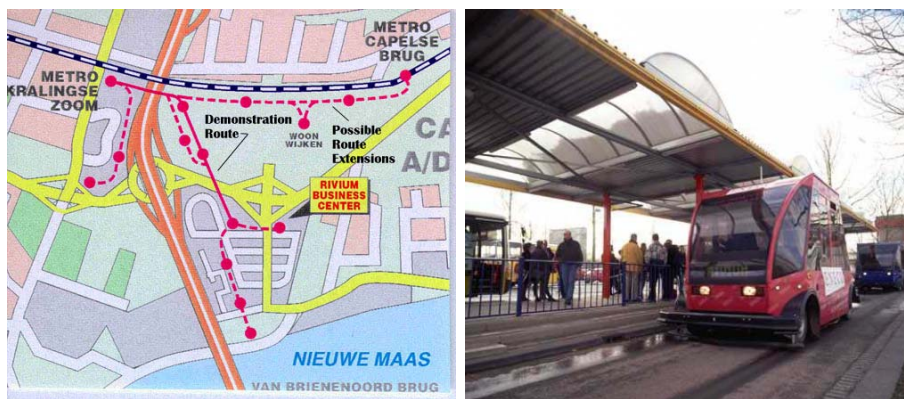 METRO
CAPELSE
BRUG
METRO
KRALINGSE
ZOOM
Demonstration
Route
WOON
WIJKEN
Possible
Route
Extensions
CA
A/D
RIVIUM
BUSINESS
CENTER
NIEUWE MAAS
VAN BRIENENOORD BRUG